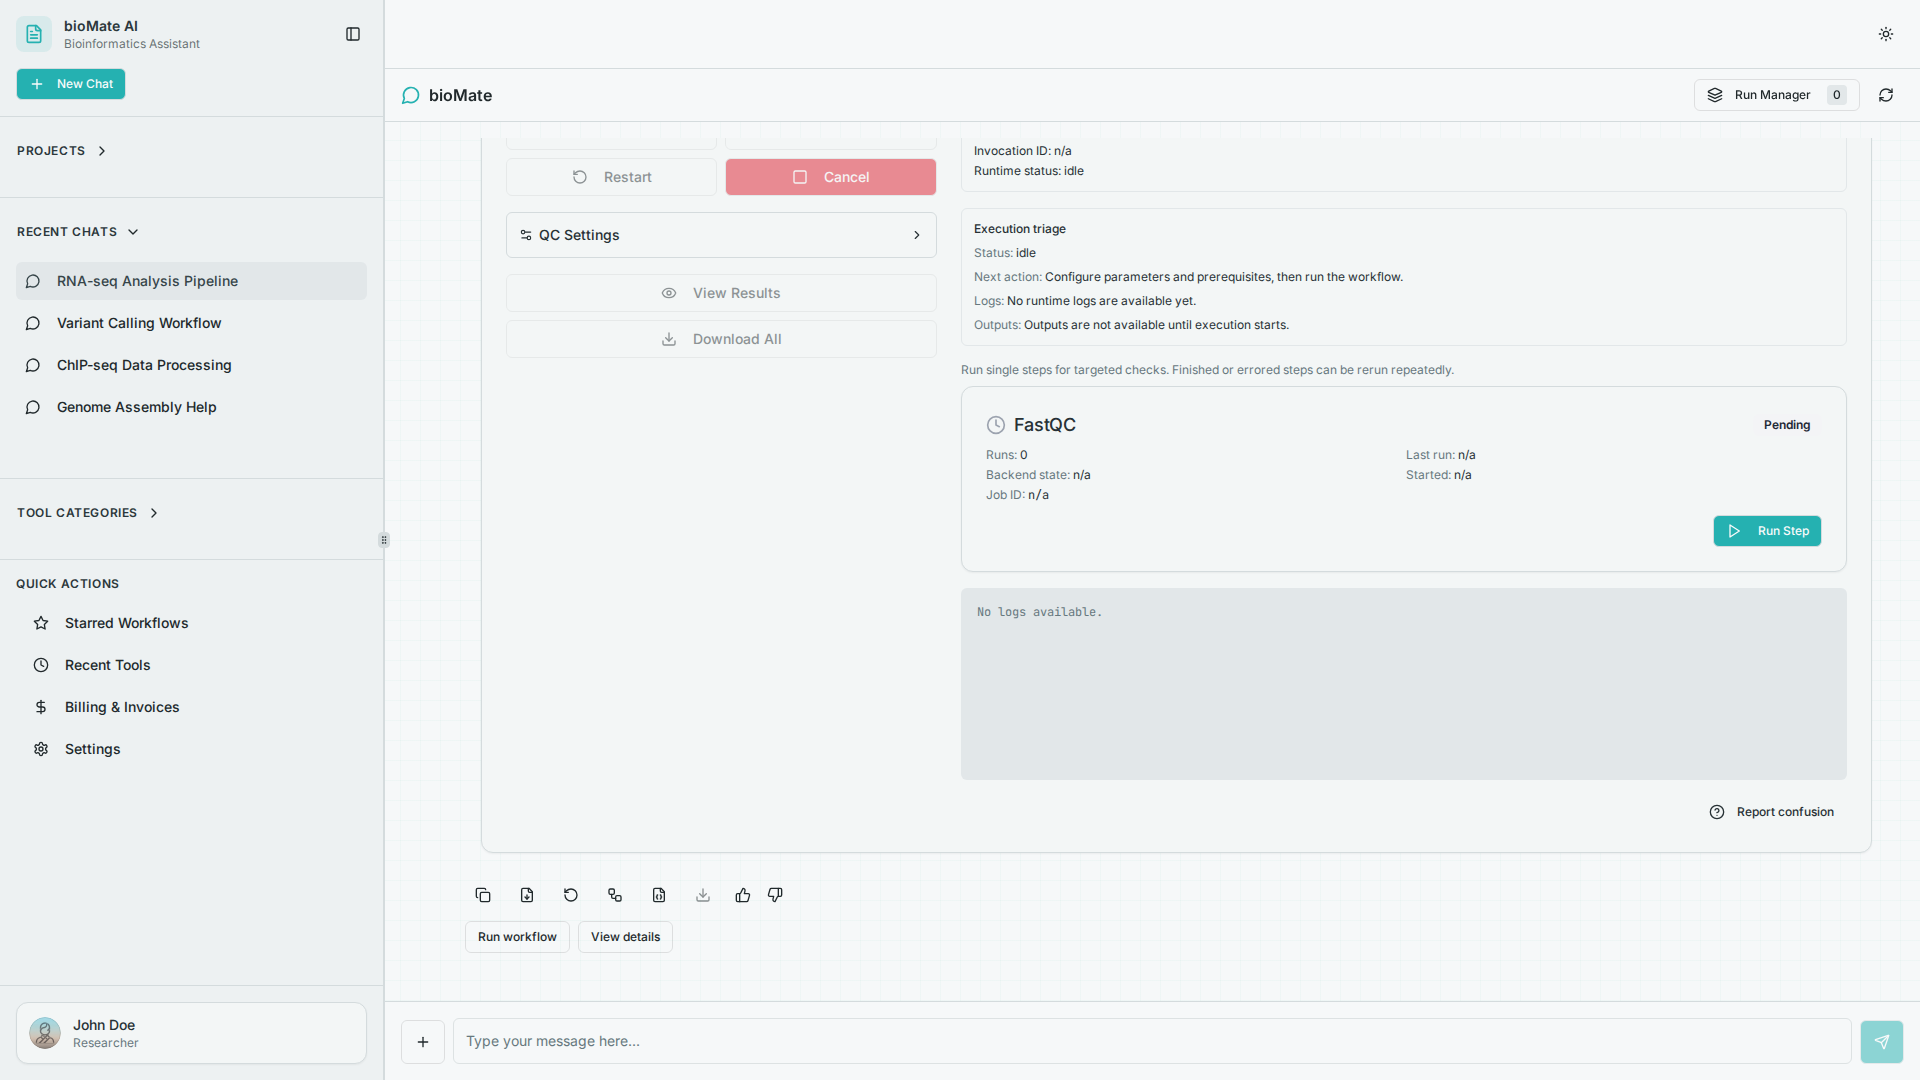 bioMate AI
Bioinformatics Assistant
New Chat
PROJECTS
RECENT CHATS
RNA-seq Analysis Pipeline
Variant Calling Workflow
ChIP-seq Data Processing
Genome Assembly Help
TOOL CATEGORIES
QUICK ACTIONS
Starred Workflows
Recent Tools
Billing & Invoices
Settings
John Doe
Researcher
bioMate
Run Manager 0
Restart
Cancel
QC Settings
View Results
Download All
Invocation ID: n/a
Runtime status: idle
Execution triage
Status: idle
Next action: Configure parameters and prerequisites, then run the workflow.
Logs: No runtime logs are available yet.
Outputs: Outputs are not available until execution starts.
Run single steps for targeted checks. Finished or errored steps can be rerun repeatedly.
FastQC
Pending
Runs: 0
Last run: n/a
Backend state: n/a
Started: n/a
Job ID: n/a
Run Step
No logs available.
Report confusion
Run workflow
View details
Type your message here...